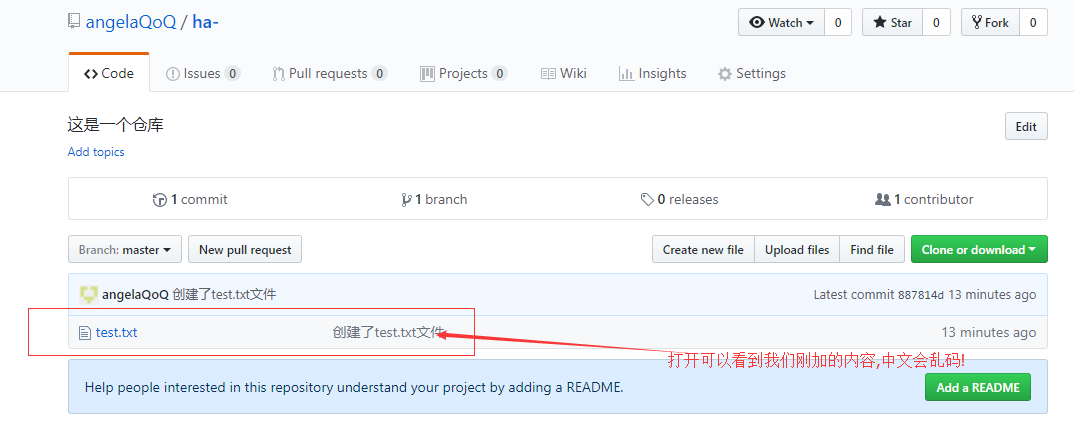 angelaQoQ / ha-
Watch 0 Star 0 Fork 0
Code Issues 0 Pull requests 0 Projects 0 Wiki Insights Settings
这是一个仓库 Edit
Add topics
1 commit 1 branch 0 releases 1 contributor
Branch: master New pull request Create new file Upload files Find file Clone or download
angelaQoQ 创建了test.txt文件 Latest commit 887814d 13 minutes ago
test.txt 创建了test.txt文件 13 minutes ago
打开可以看到我们刚加的内容,中文会乱码!
Help people interested in this repository understand your project by adding a README. Add a README